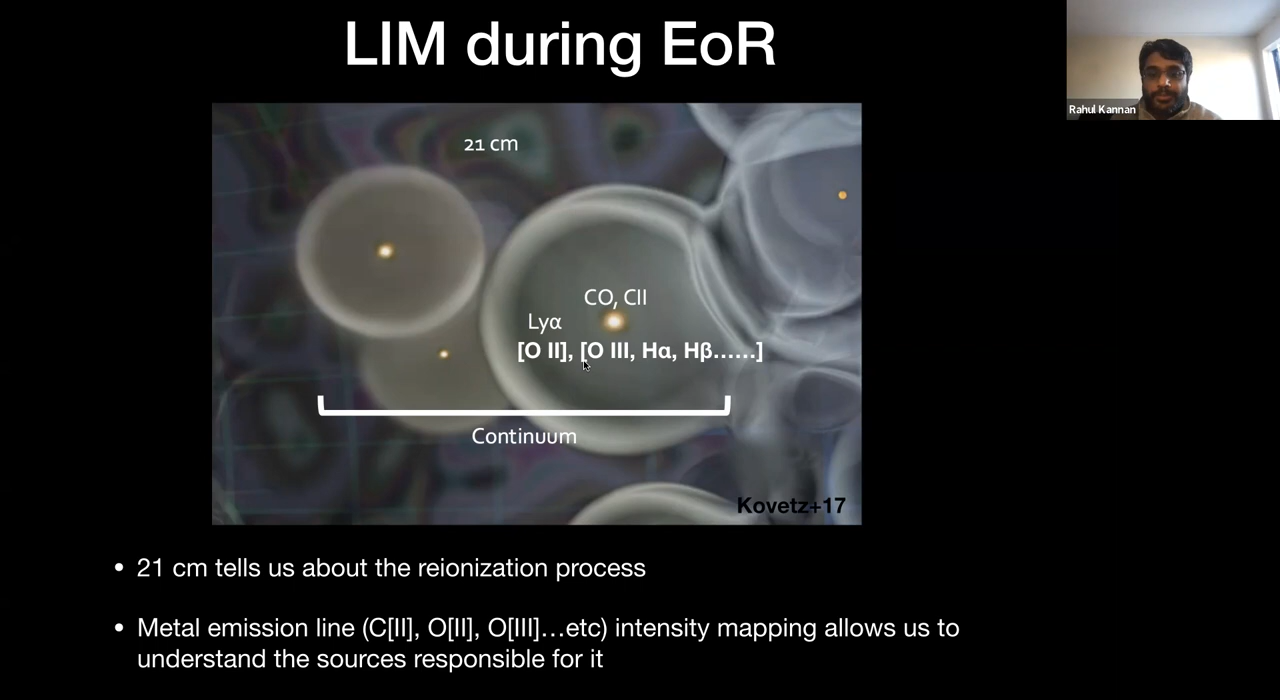 LIM during EoR
Rahul Kannan
21 cm
CO, CII
Lyα
[O II], [O III, Hα, Hβ......]
Continuum
Kovetz+17
• 21 cm tells us about the reionization process
• Metal emission line (C[II], O[II], O[III]...etc) intensity mapping allows us to
understand the sources responsible for it